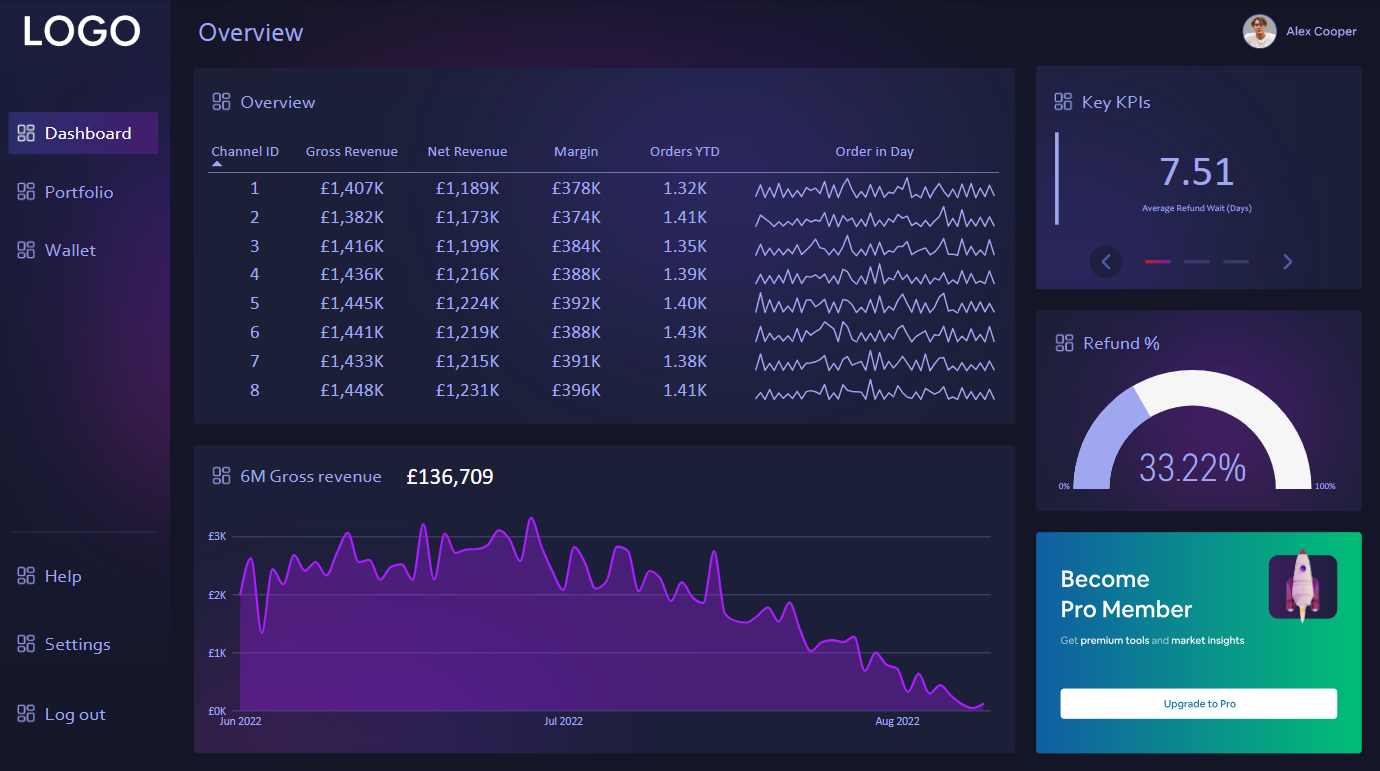 LOGO
Overview
Alex Cooper
Dashboard
Portfolio
Wallet
Help
Settings
Log out
Overview
Channel ID Gross Revenue Net Revenue Margin Orders YTD Order in Day
1 £1,407K £1,189K £378K 1.32K
2 £1,382K £1,173K £374K 1.41K
3 £1,416K £1,199K £384K 1.35K
4 £1,436K £1,216K £388K 1.39K
5 £1,445K £1,224K £392K 1.40K
6 £1,441K £1,219K £388K 1.43K
7 £1,433K £1,215K £391K 1.38K
8 £1,448K £1,231K £396K 1.41K
6M Gross revenue £136,709
£3K
£2K
£1K
£0K
Jun 2022 Jul 2022 Aug 2022
Key KPIs
7.51
Average Refund Wait (Days)
Refund %
33.22%
0% 100%
Become
Pro Member
Get premium tools and market insights
Upgrade to Pro